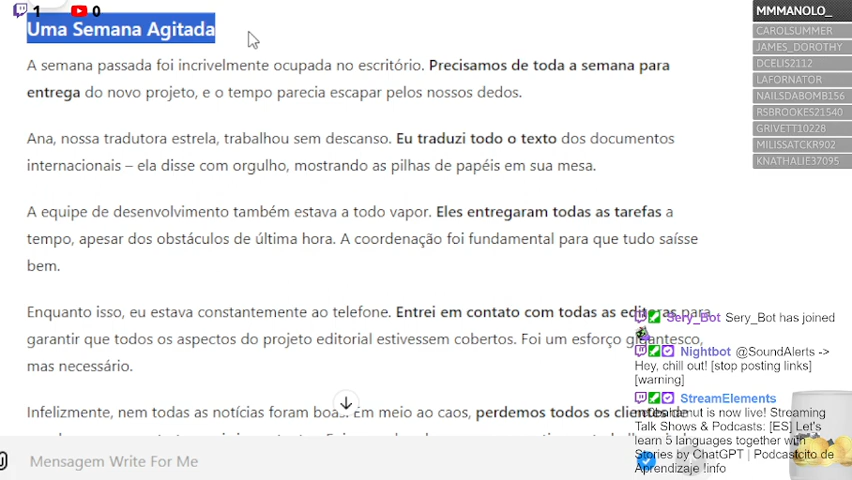 1 0
Uma Semana Agitada
A semana passada foi incrivelmente ocupada no escritório. Precisamos de toda a semana para
entrega do novo projeto, e o tempo parecia escapar pelos nossos dedos.
Ana, nossa tradutora estrela, trabalhou sem descanso. Eu traduzi todo o texto dos documentos
internacionais – ela disse com orgulho, mostrando as pilhas de papéis em sua mesa.
A equipe de desenvolvimento também estava a todo vapor. Eles entregaram todas as tarefas a
tempo, apesar dos obstáculos de última hora. A coordenação foi fundamental para que tudo saísse
bem.
Enquanto isso, eu estava constantemente ao telefone. Entrei em contato com todas as editoras para
garantir que todos os aspectos do projeto editorial estivessem cobertos. Foi um esforço gigantesco,
mas necessário.
Infelizmente, nem todas as notícias foram boas. Em meio ao caos, perdemos todos os clientes de
Mensagem Write For Me
MMMANOLO_
CAROLSUMMER
JAMES_DOROTHY
DCELIS2112
LAFORNATOR
NAILSDABOMB156
RSBROOKES21540
GRIVETT10228
MILISSATCKR902
KNATHALIE37095
Sery_Bot Sery_Bot has joined
Nightbot @SoundAlerts ->
Hey, chill out! [stop posting links]
[warning]
StreamElements
is now live! Streaming
Talk Shows & Podcasts: [ES] Let's
learn 5 languages together with
Stories by ChatGPT | Podcastcito de
Aprendizaje !info